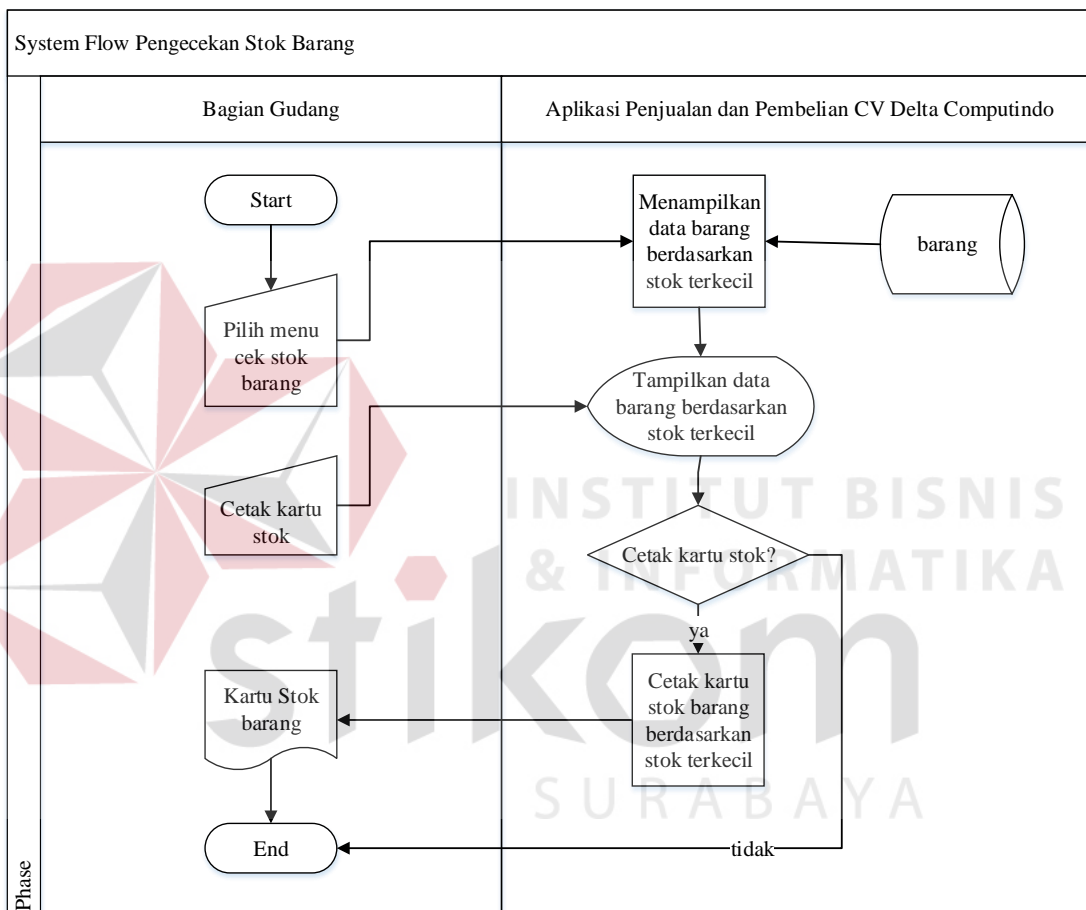 System Flow Pengecekan Stok Barang
Bagian Gudang
Aplikasi Penjualan dan Pembelian CV Delta Computindo
Phase
Start
Pilih menu
cek stok
barang
Cetak kartu
stok
Kartu Stok
barang
End
Menampilkan
data barang
berdasarkan
stok terkecil
barang
Tampilkan data
barang berdasarkan
stok terkecil
Cetak kartu stok?
ya
Cetak kartu
stok barang
berdasarkan
stok terkecil
tidak
INSTITUT BISNIS
& INFORMATIKA
stikom
SURABAYA